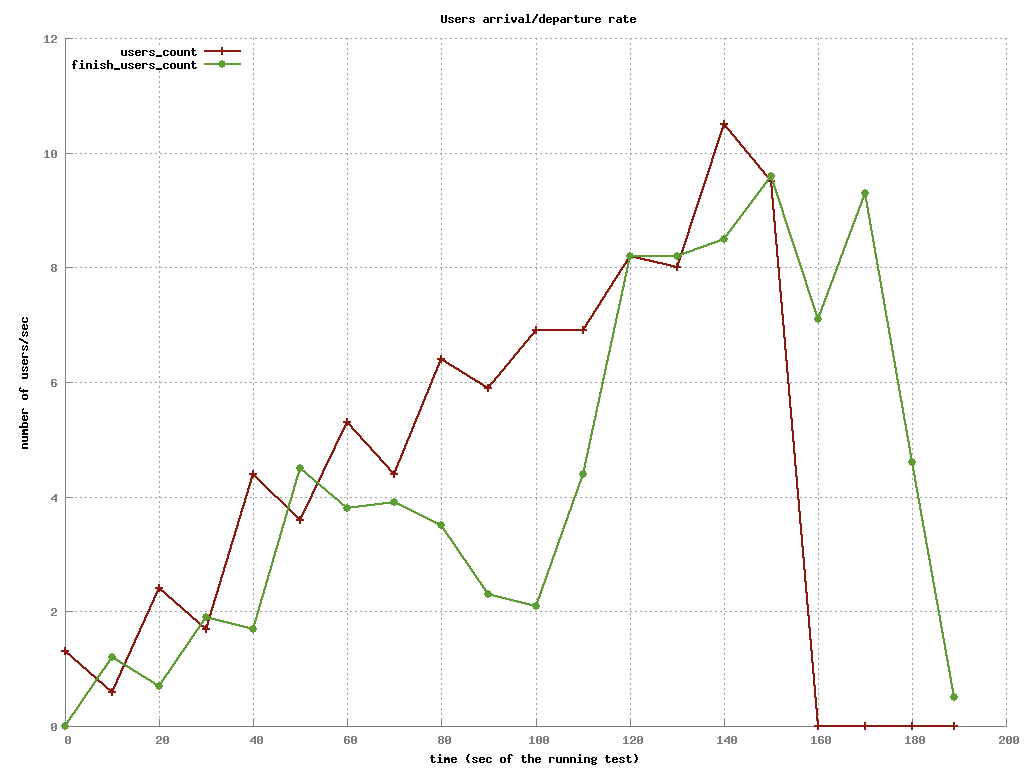 Users arrival/departure rate
users_count
finish_users_count
12
10
8
6
4
2
0
number of users/sec
0 20 40 60 80 100 120 140 160 180 200
time (sec of the running test)